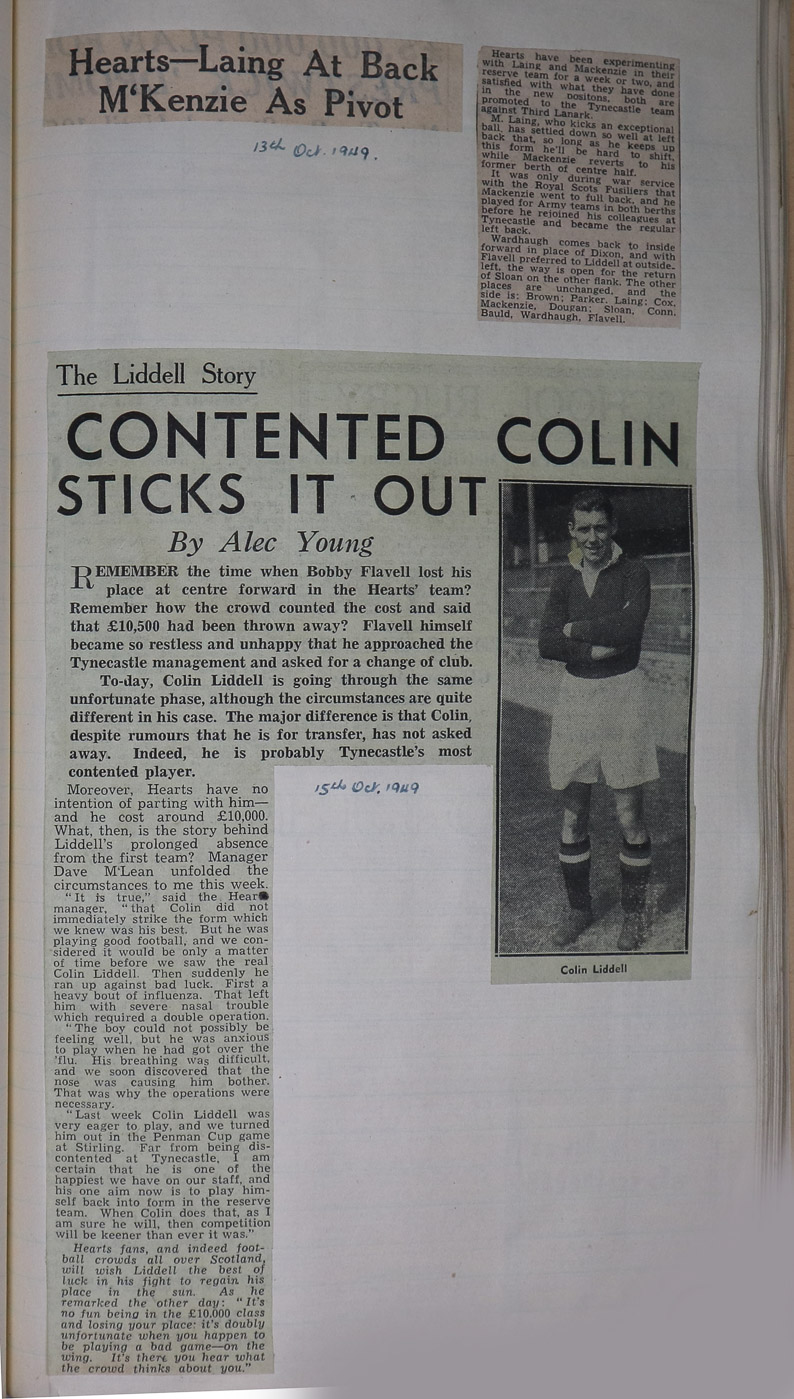 Hearts—Laing At Back
M‘Kenzie As Pivot
13th Oct. 1949.
Hearts have been experimenting
with Laing and Mackenzie in their
reserve team for a week or two, and
satisfied with what they have done
in the new positons, both are
promoted to the Tynecastle team
against Third Lanark.
M. Laing, who kicks an exceptional
ball, has settled down so well at left
back that, so long as he keeps up
this form he'll be hard to shift,
while Mackenzie reverts to his
former berth of centre half.
It was only during war service
with the Royal Scots Fusiliers that
Mackenzie went to full back, and he
played for Army teams in both berths
before he rejoined his colleagues at
Tynecastle and became the regular
left back.
Wardhaugh comes back to inside
forward in place of Dixon, and with
Flavell preferred to Liddell at outside-
left, the way is open for the return
of Sloan on the other flank. The other
places are unchanged, and the
side is: Brown; Parker, Laing; Cox,
Mackenzie, Dougan; Sloan, Conn,
Bauld, Wardhaugh, Flavell.
The Liddell Story
CONTENTED COLIN
STICKS IT OUT
By Alec Young
REMEMBER the time when Bobby Flavell lost his
place at centre forward in the Hearts' team?
Remember how the crowd counted the cost and said
that £10,500 had been thrown away? Flavell himself
became so restless and unhappy that he approached the
Tynecastle management and asked for a change of club.
To-day, Colin Liddell is going through the same
unfortunate phase, although the circumstances are quite
different in his case. The major difference is that Colin,
despite rumours that he is for transfer, has not asked
away. Indeed, he is probably Tynecastle's most
contented player.
Moreover, Hearts have no
intention of parting with him—
and he cost around £10,000.
What, then, is the story behind
Liddell's prolonged absence
from the first team? Manager
Dave M'Lean unfolded the
circumstances to me this week.
"It is true," said the Hearts
manager, "that Colin did not
immediately strike the form which
we knew was his best. But he was
playing good football, and we con-
sidered it would be only a matter
of time before we saw the real
Colin Liddell. Then suddenly he
ran up against bad luck. First a
heavy bout of influenza. That left
him with severe nasal trouble
which required a double operation.
"The boy could not possibly be
feeling well, but he was anxious
to play when he had got over the
'flu. His breathing was difficult,
and we soon discovered that the
nose was causing him bother.
That was why the operations were
necessary.
"Last week Colin Liddell was
very eager to play, and we turned
him out in the Penman Cup game
at Stirling. Far from being dis-
contented at Tynecastle, I am
certain that he is one of the
happiest we have on our staff, and
his one aim now is to play him-
self back into form in the reserve
team. When Colin does that, as I
am sure he will, then competition
will be keener than ever it was."
Hearts fans, and indeed foot-
ball crowds all over Scotland,
will wish Liddell the best of
luck in his fight to regain his
place in the sun. As he
remarked the other day: "It's
no fun being in the £10,000 class
and losing your place: it's doubly
unfortunate when you happen to
be playing a bad game—on the
wing. It's there you hear what
the crowd thinks about you."
15th Oct. 1949
Colin Liddell